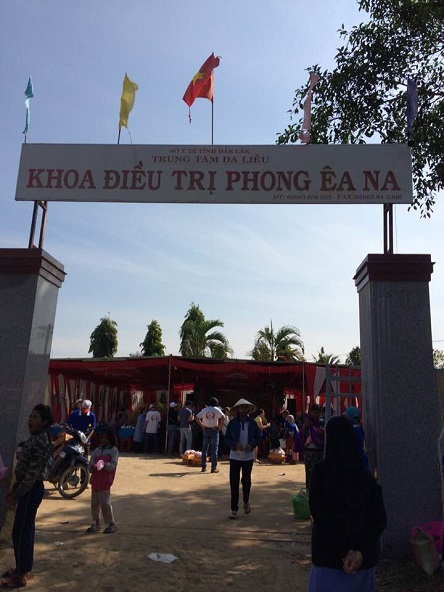 SỞ Y TẾ TỈNH ĐẮK LẮK
TRUNG TÂM DA LIỄU
KHOA ĐIỀU TRỊ PHONG ÊA NA